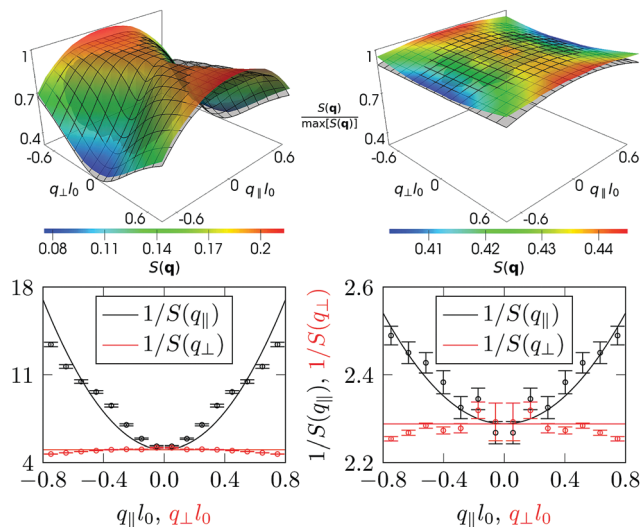 1
0.7
0.4
-0.6
q⊥l₀
0
0.6
-0.6
0
q∥l₀
0.6
0.08 0.11 0.14 0.17 0.2
S(q)
S(q)
max[S(q)]
1
0.7
0.4
-0.6
q⊥l₀
0
0.6
-0.6
0
q∥l₀
0.6
0.41 0.42 0.43 0.44
S(q)
18
11
4
1/S(q∥)
1/S(q⊥)
−0.8 −0.4 0.0 0.4 0.8
q∥l₀, q⊥l₀
1/S(q∥), 1/S(q⊥)
2.6
2.4
2.2
1/S(q∥)
1/S(q⊥)
−0.8 −0.4 0.0 0.4 0.8
q∥l₀, q⊥l₀